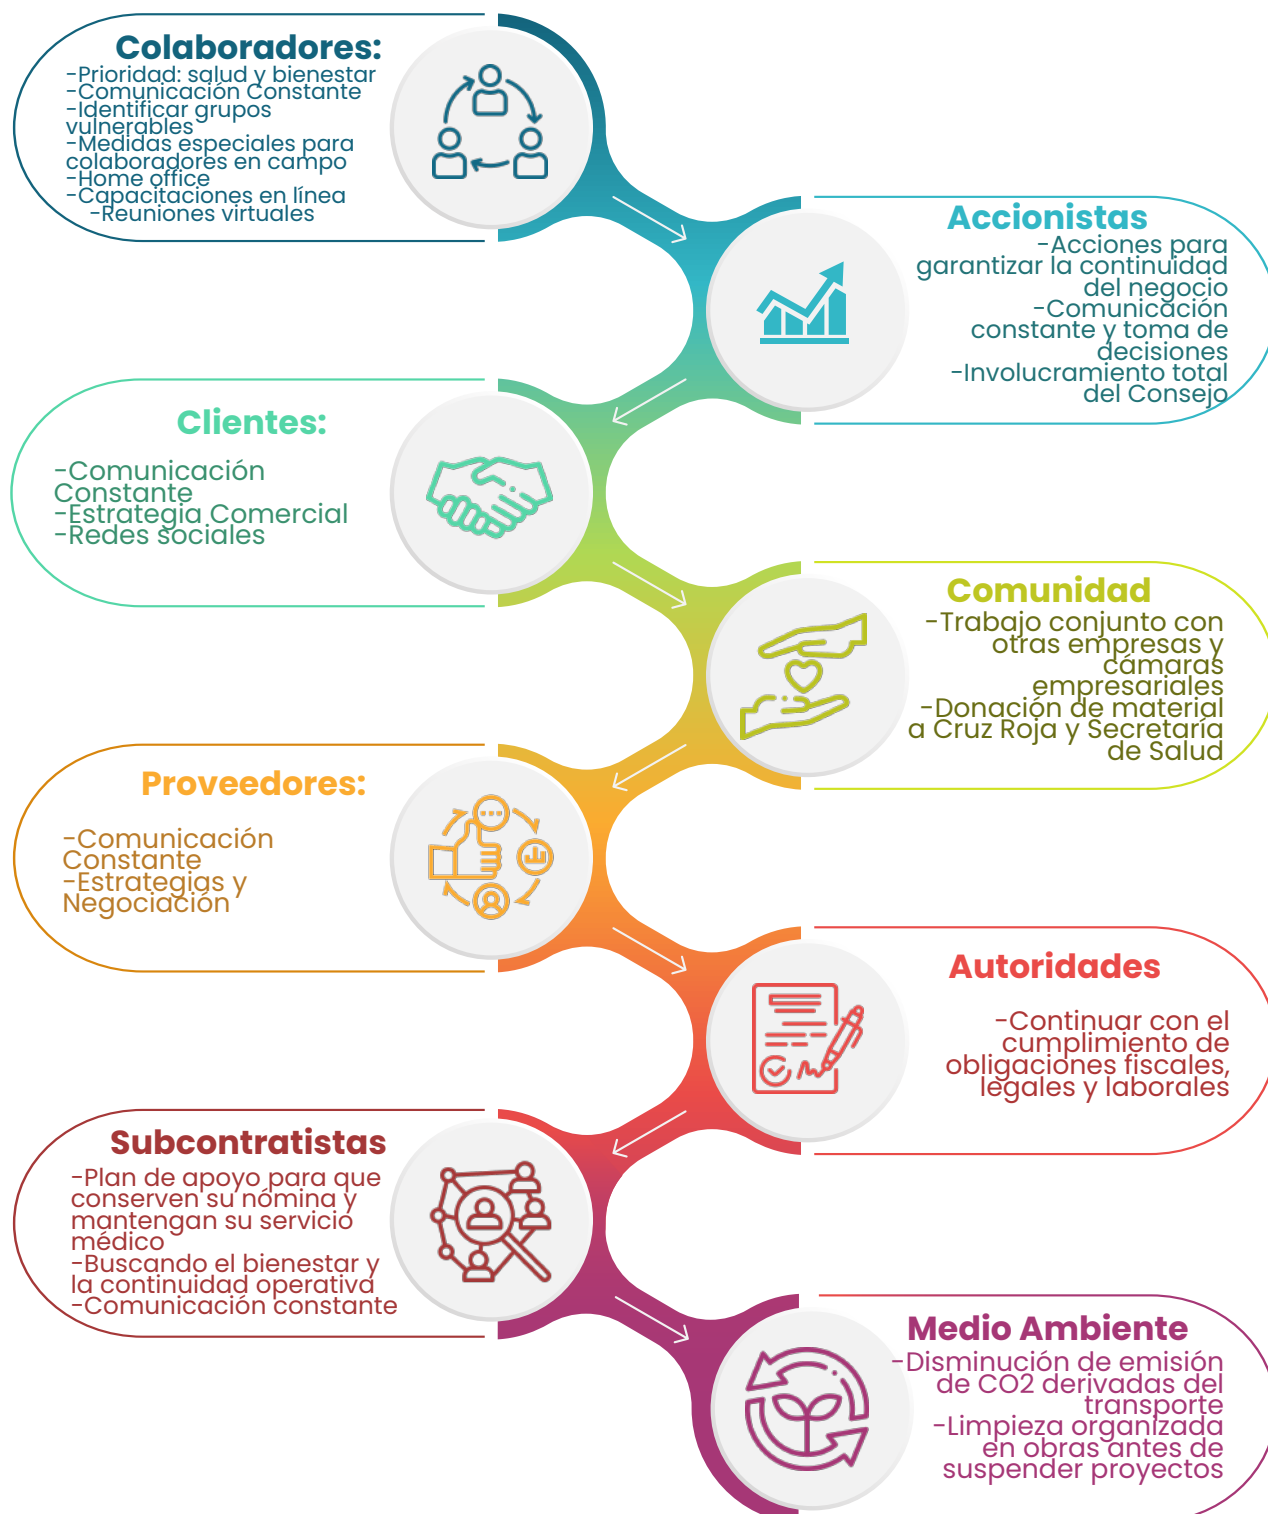 Colaboradores:
-Prioridad: salud y bienestar
-Comunicación Constante
-Identificar grupos
vulnerables
-Medidas especiales para
colaboradores en campo
-Home office
-Capacitaciones en línea
-Reuniones virtuales
Accionistas
-Acciones para
garantizar la continuidad
del negocio
-Comunicación
constante y toma de
decisiones
-Involucramiento total
del Consejo
Clientes:
-Comunicación
Constante
-Estrategia Comercial
-Redes sociales
Comunidad
-Trabajo conjunto con
otras empresas y
cámaras
empresariales
-Donación de material
a Cruz Roja y Secretaría
de Salud
Proveedores:
-Comunicación
Constante
-Estrategias y
Negociación
Autoridades
-Continuar con el
cumplimiento de
obligaciones fiscales,
legales y laborales
Subcontratistas
-Plan de apoyo para que
conserven su nómina y
mantengan su servicio
médico
-Buscando el bienestar y
la continuidad operativa
-Comunicación constante
Medio Ambiente
-Disminución de emisión
de CO2 derivadas del
transporte
-Limpieza organizada
en obras antes de
suspender proyectos